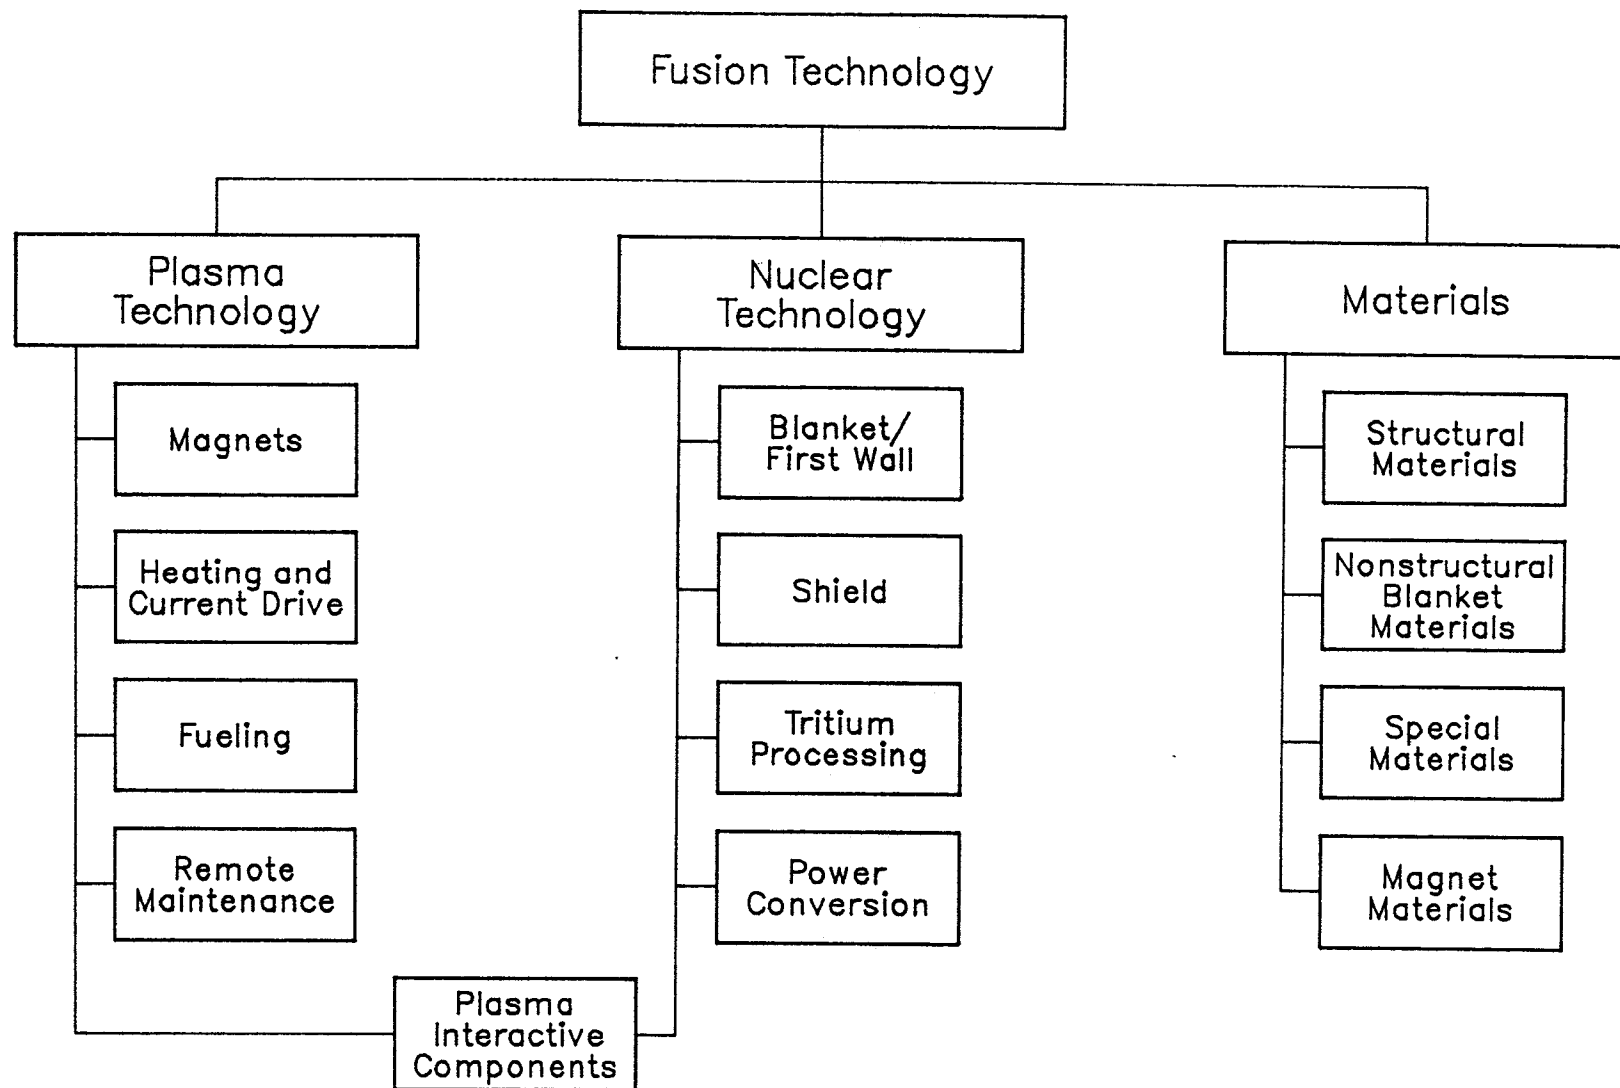 Fusion Technology
Plasma
Technology
Nuclear
Technology
Materials
Magnets
Heating and
Current Drive
Fueling
Remote
Maintenance
Blanket/
First Wall
Shield
Tritium
Processing
Power
Conversion
Structural
Materials
Nonstructural
Blanket
Materials
Special
Materials
Magnet
Materials
Plasma
Interactive
Components